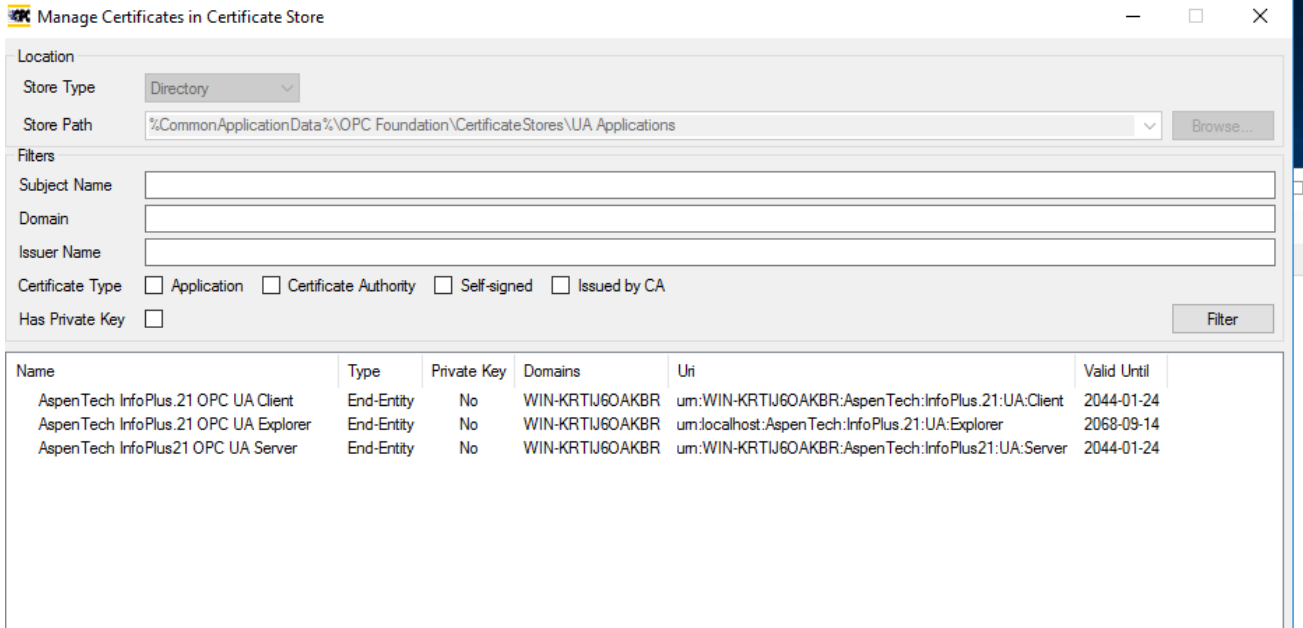 OPC Manage Certificates in Certificate Store
Location
Store Type Directory
Store Path %CommonApplicationData%\OPC Foundation\CertificateStores\UA Applications Browse...
Filters
Subject Name
Domain
Issuer Name
Certificate Type Application Certificate Authority Self-signed Issued by CA
Has Private Key Filter
Name Type Private Key Domains Uri Valid Until
AspenTech InfoPlus.21 OPC UA Client End-Entity No WIN-KRTIJ6OAKBR urn:WIN-KRTIJ6OAKBR:AspenTech:InfoPlus.21:UA:Client 2044-01-24
AspenTech InfoPlus.21 OPC UA Explorer End-Entity No WIN-KRTIJ6OAKBR urn:localhost:AspenTech:InfoPlus.21:UA:Explorer 2068-09-14
AspenTech InfoPlus21 OPC UA Server End-Entity No WIN-KRTIJ6OAKBR urn:WIN-KRTIJ6OAKBR:AspenTech:InfoPlus21:UA:Server 2044-01-24